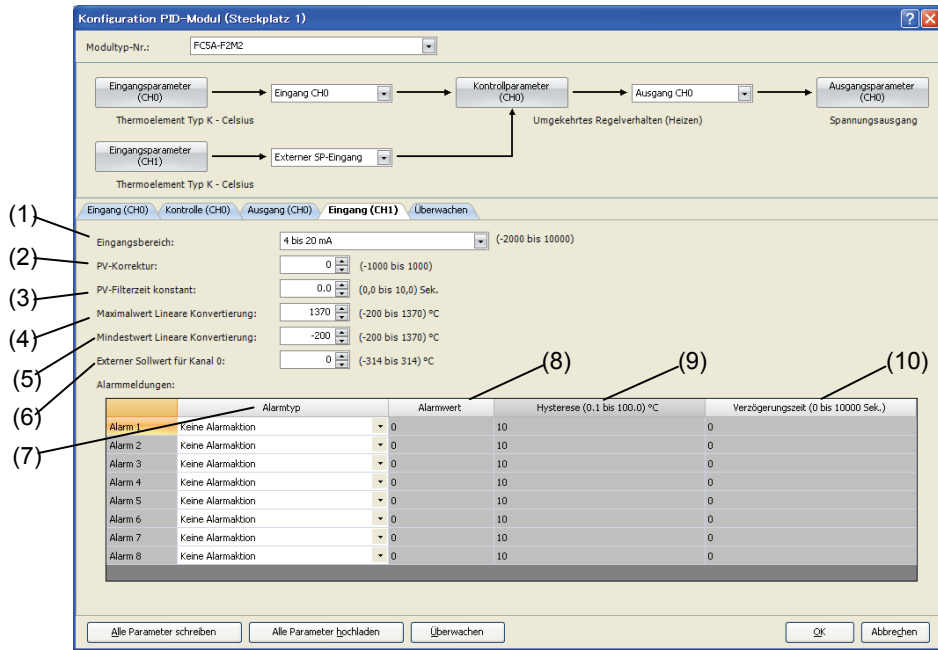 Konfiguration PID-Modul (Steckplatz 1)
Modultyp-Nr.: FC5A-F2M2
Eingangsparameter (CH0)
Eingang CH0
Kontrollparameter (CH0)
Ausgang CH0
Ausgangsparameter (CH0)
Thermoelement Typ K - Celsius
Umgekehrtes Regelverhalten (Heizen)
Spannungsausgang
Eingangsparameter (CH1)
Externer SP-Eingang
Thermoelement Typ K - Celsius
Eingang (CH0) Kontrolle (CH0) Ausgang (CH0) Eingang (CH1) Überwachen
(1) Eingangsbereich: 4 bis 20 mA (-2000 bis 10000)
(2) PV-Korrektur: 0 (-1000 bis 1000)
(3) PV-Filterzeit konstant: 0.0 (0,0 bis 10,0) Sek.
(4) Maximalwert Lineare Konvertierung: 1370 (-200 bis 1370) °C
(5) Mindestwert Lineare Konvertierung: -200 (-200 bis 1370) °C
(6) Externer Sollwert für Kanal 0: 0 (-314 bis 314) °C
(7) (8) (9) (10)
Alarmmeldungen:
Alarmtyp Alarmwert Hysterese (0.1 bis 100.0) °C Verzögerungszeit (0 bis 10000 Sek.)
Alarm 1 Keine Alarmaktion 0 10 0
Alarm 2 Keine Alarmaktion 0 10 0
Alarm 3 Keine Alarmaktion 0 10 0
Alarm 4 Keine Alarmaktion 0 10 0
Alarm 5 Keine Alarmaktion 0 10 0
Alarm 6 Keine Alarmaktion 0 10 0
Alarm 7 Keine Alarmaktion 0 10 0
Alarm 8 Keine Alarmaktion 0 10 0
Alle Parameter schreiben Alle Parameter hochladen Überwachen OK Abbrechen